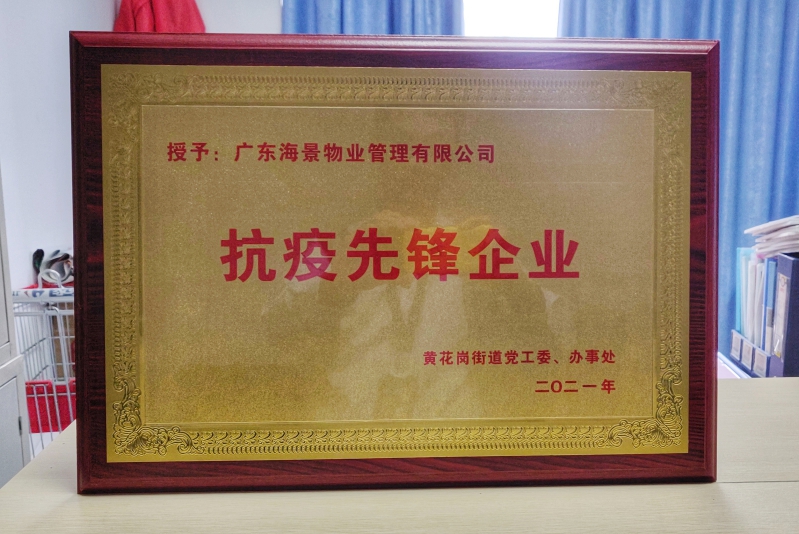 授予：广东海景物业管理有限公司
抗疫先锋企业
黄花岗街道党工委、办事处
二〇二一年